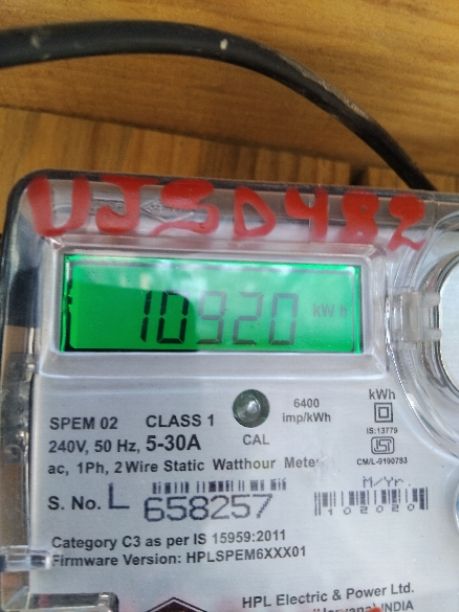 UJSD482
10920 kWh
kWh
6400
imp/kWh
CAL
IS:13779
CM/L-9190783
SPEM 02 CLASS 1
240V, 50 Hz, 5-30A
ac, 1Ph, 2 Wire Static Watthour Meter
S. No. L 658257
M/Yr.
102020
Category C3 as per IS 15959:2011
Firmware Version: HPLSPEM6XXX01
HPL Electric & Power Ltd.
Haryana INDIA